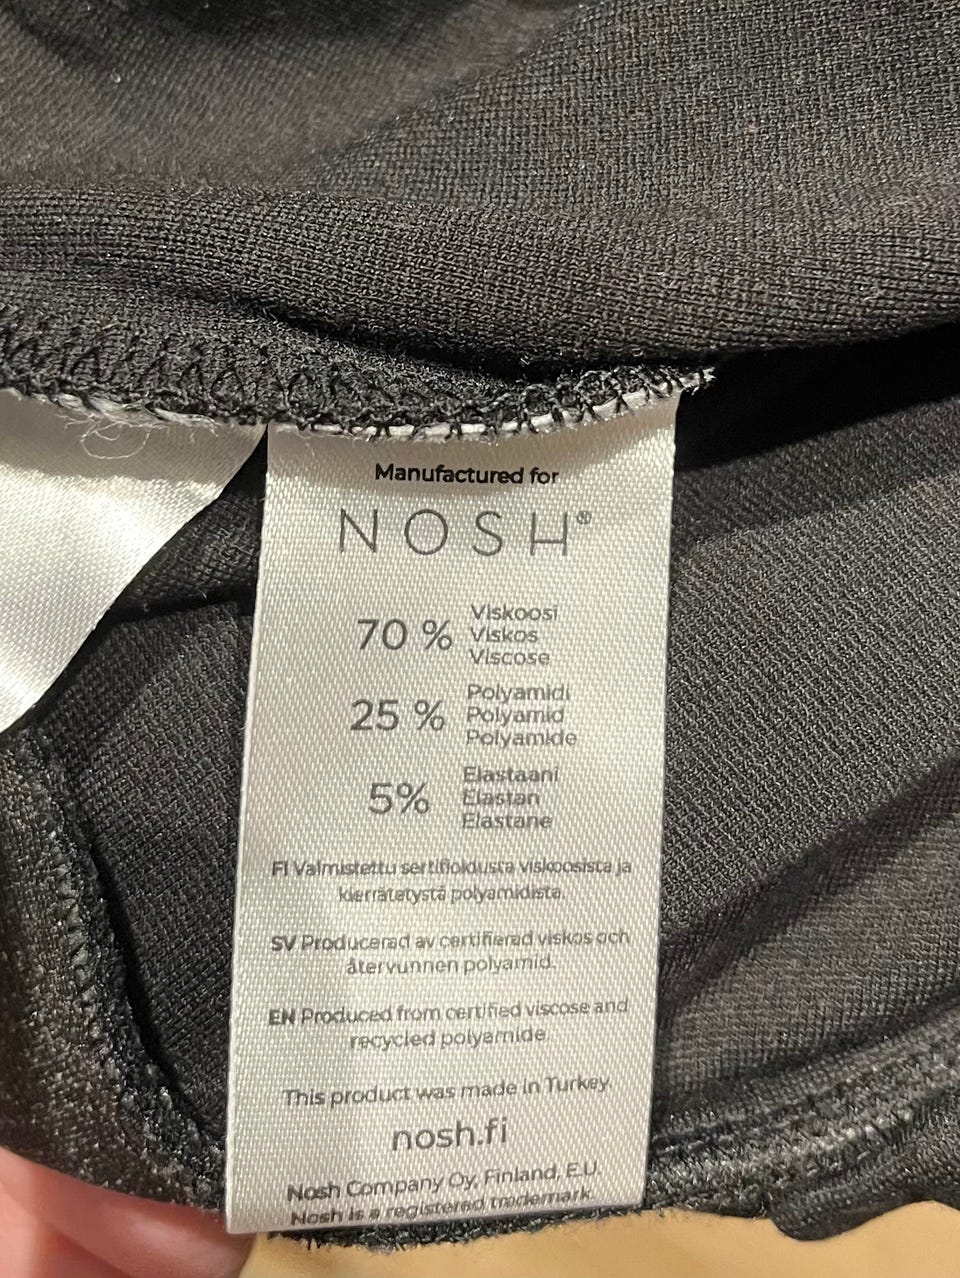 Manufactured for
NOSH®
70 % Viskoosi
Viskos
Viscose
25 % Polyamidi
Polyamid
Polyamide
5% Elastaani
Elastan
Elastane
FI Valmistettu sertifioidusta viskoosista ja
kierrätetystä polyamidista.
SV Producerad av certifierad viskos och
återvunnen polyamid.
EN Produced from certified viscose and
recycled polyamide.
This product was made in Turkey.
nosh.fi
Nosh Company Oy, Finland, E.U.
Nosh is a registered trademark.